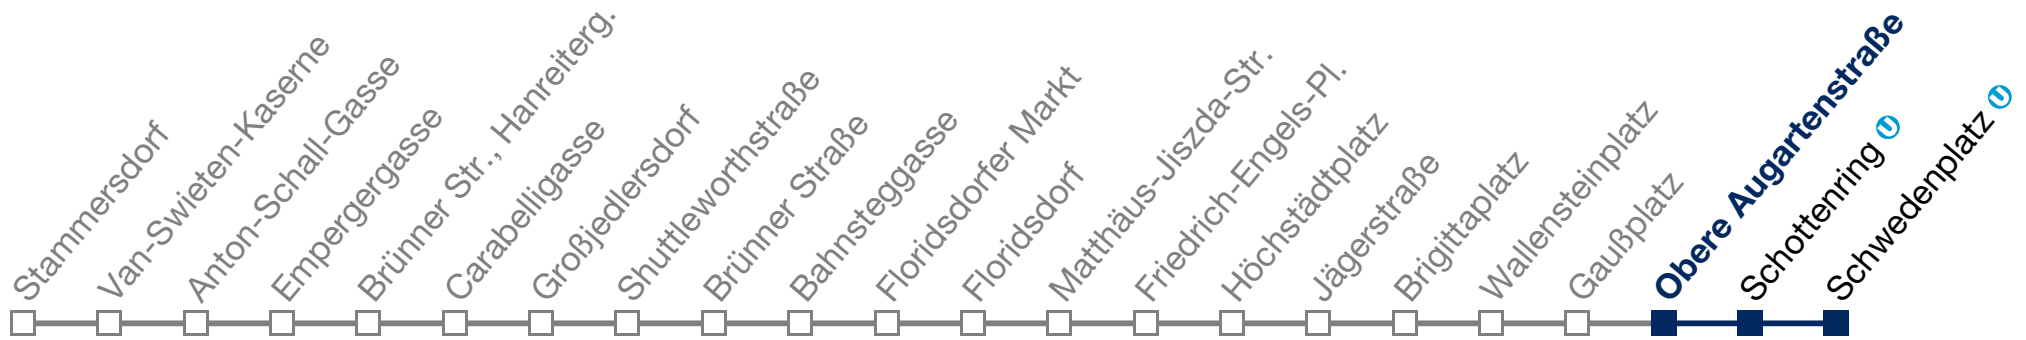 Stammersdorf
Van-Swieten-Kaserne
Anton-Schall-Gasse
Empergergasse
Brünner Str., Hanreiterg.
Carabelligasse
Großjedlersdorf
Shuttleworthstraße
Brünner Straße
Bahnsteggasse
Floridsdorfer Markt
Floridsdorf
Matthäus-Jiszda-Str.
Friedrich-Engels-Pl.
Höchstädtplatz
Jägerstraße
Brigittaplatz
Wallensteinplatz
Gaußplatz
Obere Augartenstraße
Schottenring U
Schwedenplatz U